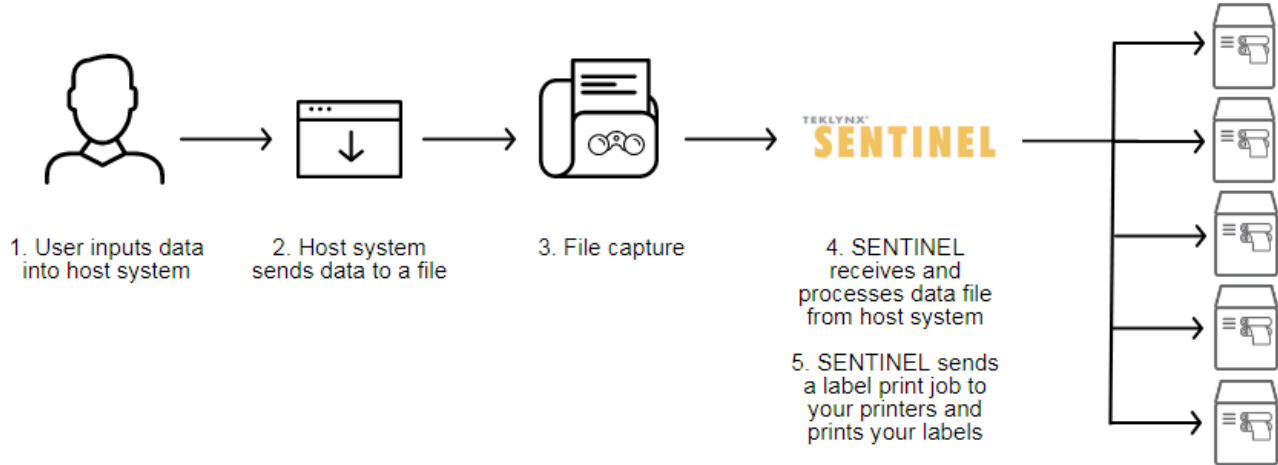 TEKLYNX
SENTINEL
1. User inputs data
into host system
2. Host system
sends data to a file
3. File capture
4. SENTINEL
receives and
processes data file
from host system
5. SENTINEL sends
a label print job to
your printers and
prints your labels